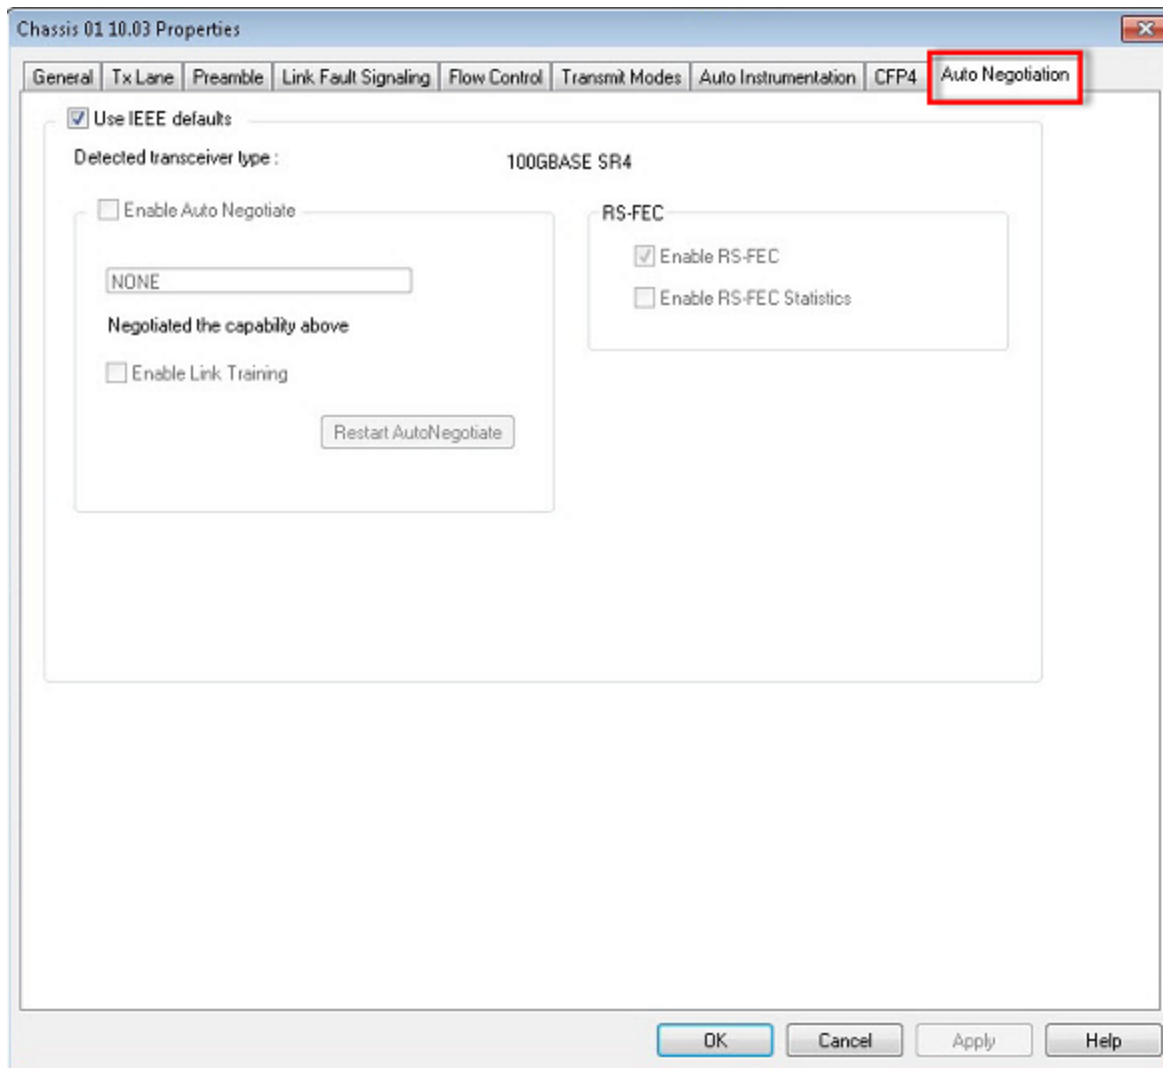 Chassis 01 10.03 Properties
General Tx Lane Preamble Link Fault Signaling Flow Control Transmit Modes Auto Instrumentation CFP4 Auto Negotiation
Use IEEE defaults
Detected transceiver type : 100GBASE SR4
Enable Auto Negotiate RS-FEC
Enable RS-FEC
NONE
Enable RS-FEC Statistics
Negotiated the capability above
Enable Link Training
Restart AutoNegotiate
OK Cancel Apply Help